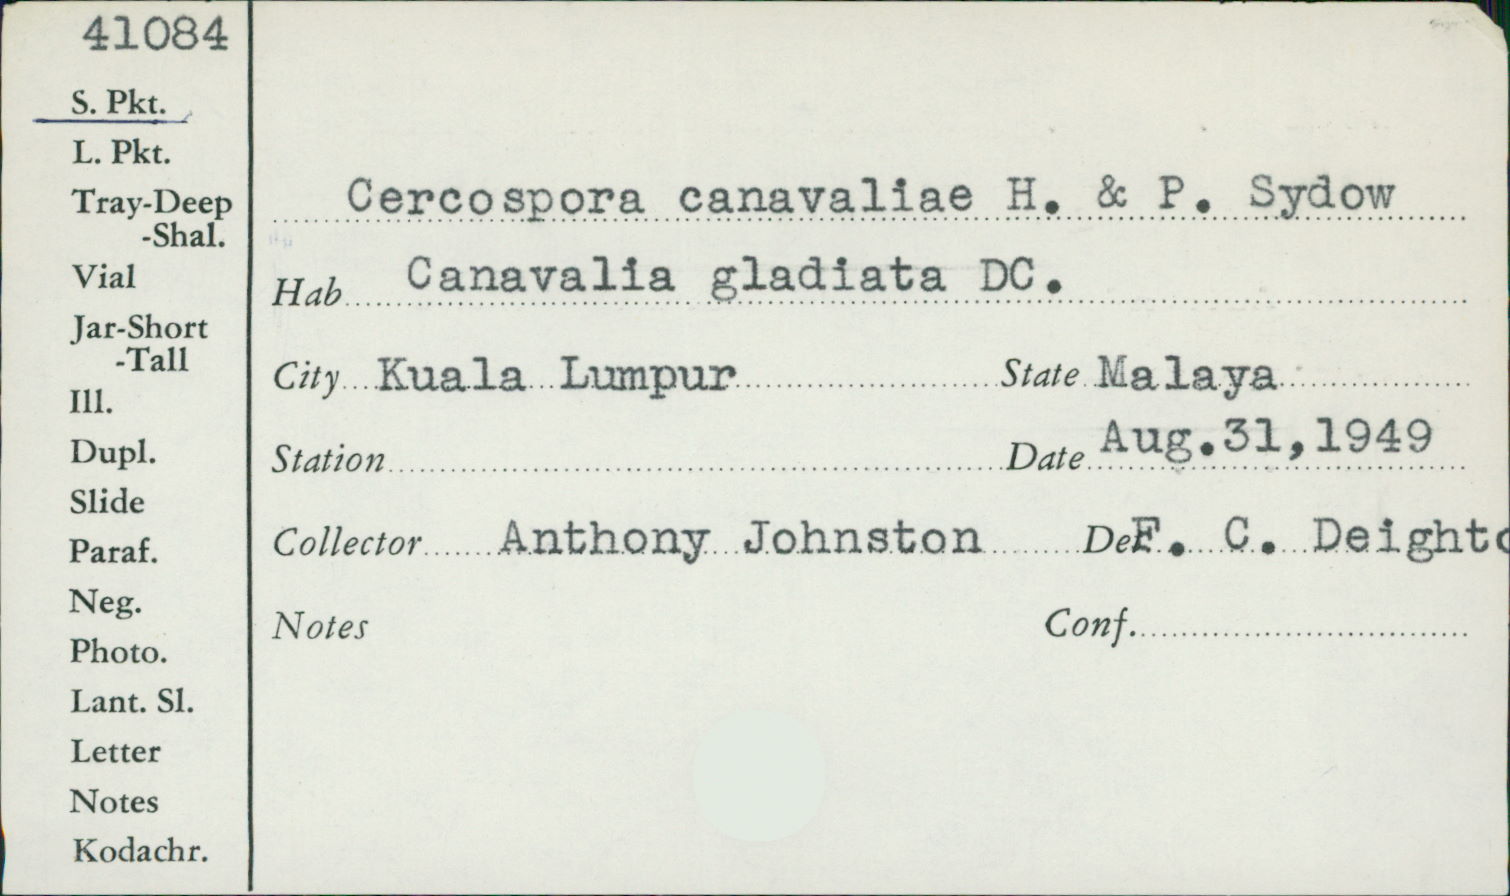 41084
S. Pkt.
L. Pkt.
Tray-Deep
-Shal.
Vial
Jar-Short
-Tall
Ill.
Dupl.
Slide
Paraf.
Neg.
Photo.
Lant. Sl.
Letter
Notes
Kodachr.
Cercospora canavaliae H. & P. Sydow
Hab Canavalia gladiata DC.
City Kuala Lumpur State Malaya
Station Date Aug.31,1949
Collector Anthony Johnston Det F. C. Deighto
Notes Conf.